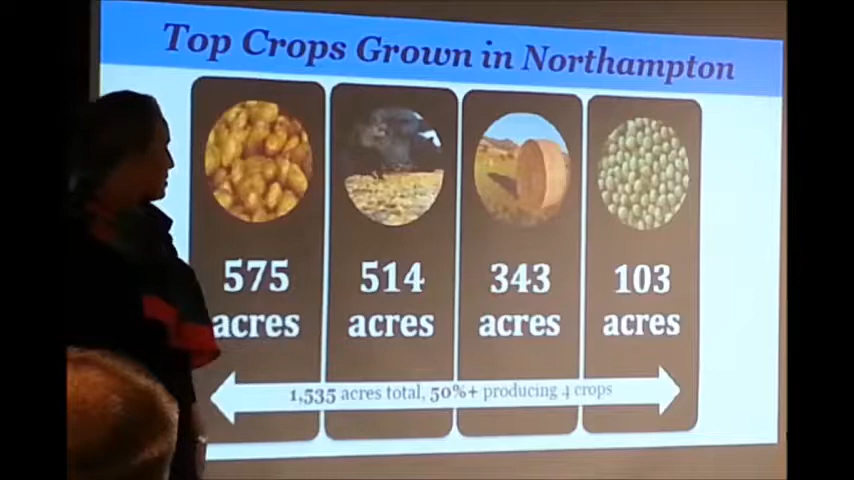 Top Crops Grown in Northampton
575 acres
514 acres
343 acres
103 acres
1,535 acres total, 50%+ producing 4 crops